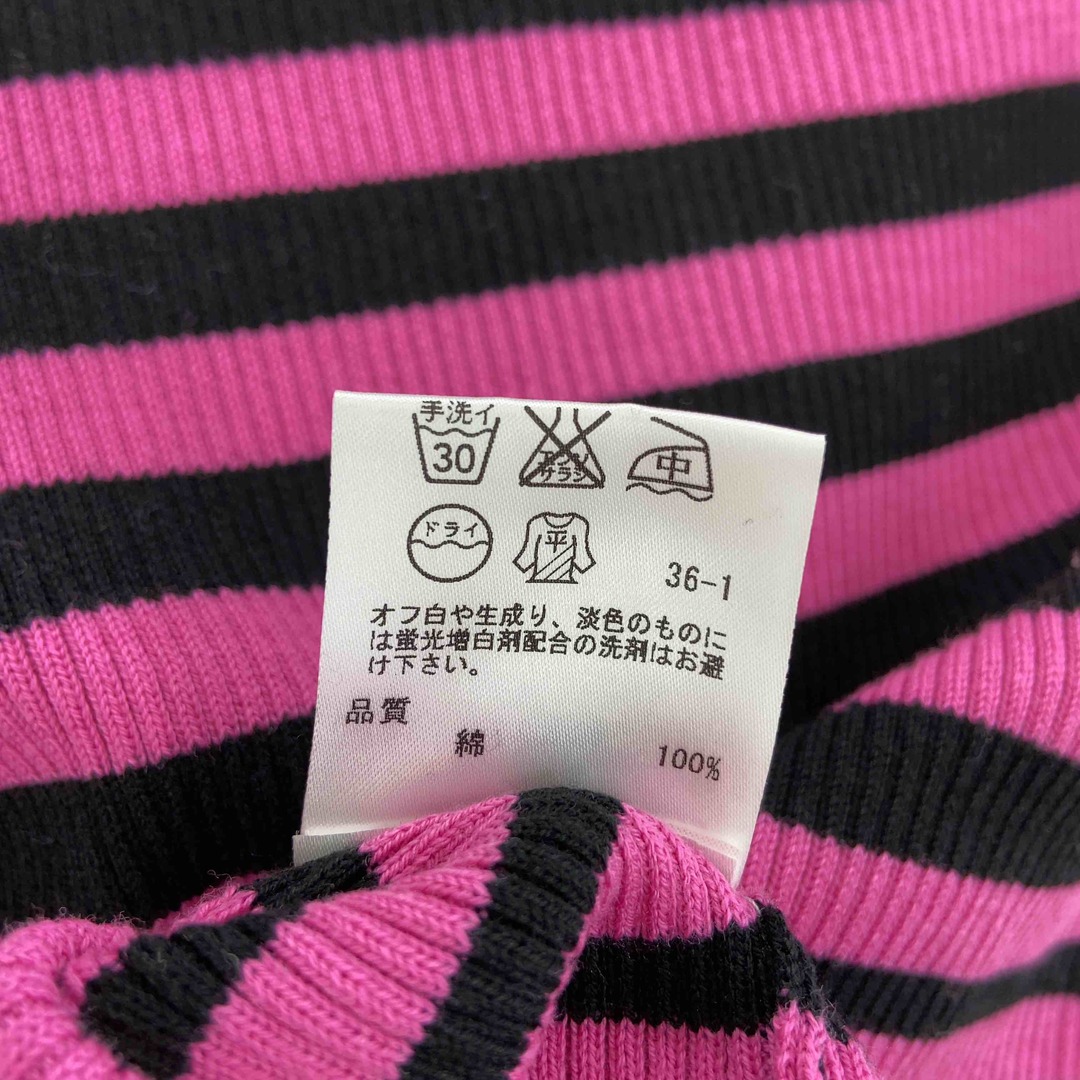 手洗イ
30
エンソ
サラシ
中
ドライ
平
36-1
オフ白や生成り、淡色のものに
は蛍光増白剤配合の洗剤はお避
け下さい。
品質
綿 100%